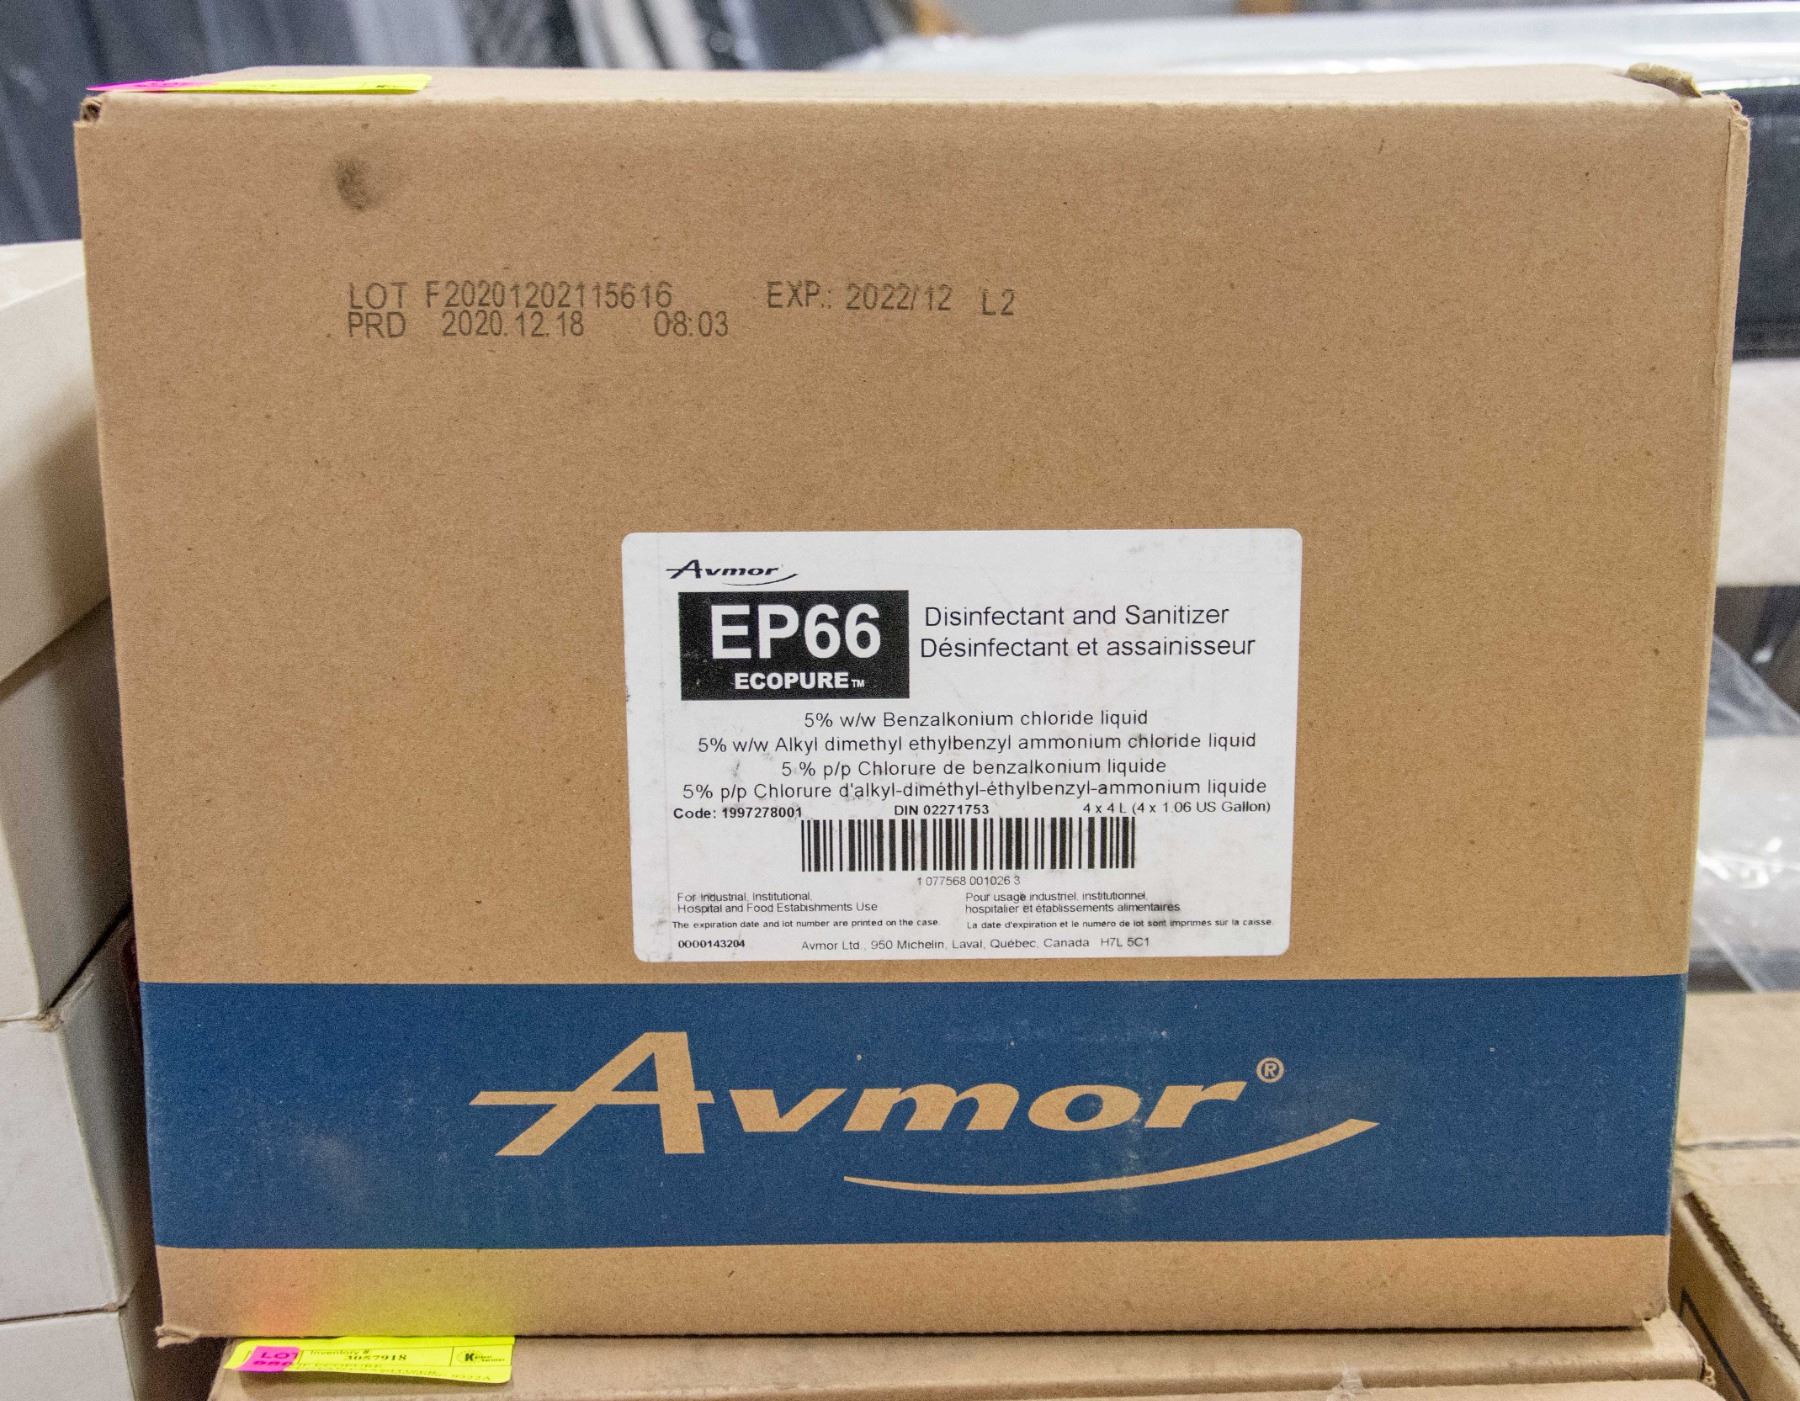 LOT F20201202115616 EXP.: 2022/12 L2
PRD 2020.12.18 08:03
Avmor
EP66
ECOPURE™
Disinfectant and Sanitizer
Désinfectant et assainisseur
5% w/w Benzalkonium chloride liquid
5% w/w Alkyl dimethyl ethylbenzyl ammonium chloride liquid
5 % p/p Chlorure de benzalkonium liquide
5% p/p Chlorure d'alkyl-diméthyl-éthylbenzyl-ammonium liquide
Code: 1997278001 DIN 02271753 4 x 4 L (4 x 1.06 US Gallon)
1 077568 001026 3
For Industrial, Institutional,
Hospital and Food Establishments Use
Pour usage industriel, institutionnel,
hospitalier et établissements alimentaires
The expiration date and lot number are printed on the case.
La date d'expiration et le numéro de lot sont imprimés sur la caisse.
0000143204 Avmor Ltd., 950 Michelin, Laval, Québec, Canada H7L 5C1
Avmor®
LOT Inventory # 3057918